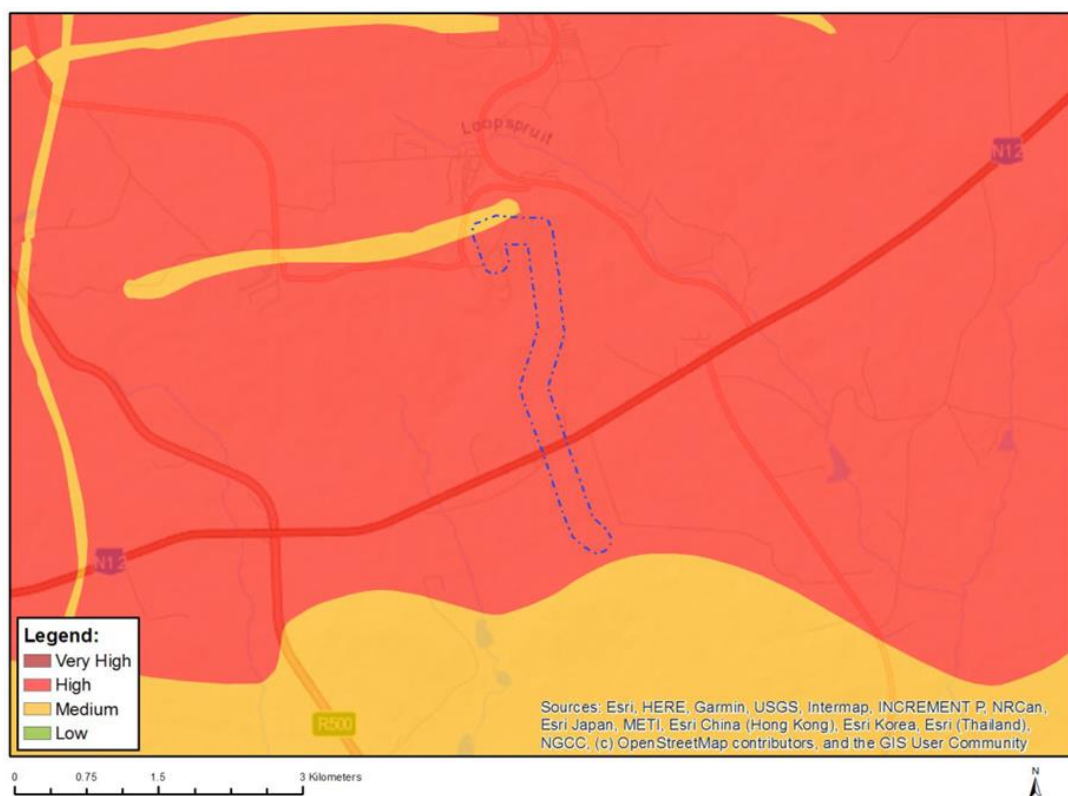 Loopspruit
N12
N12
Legend:
Very High
High
Medium
Low
R500
Sources: Esri, HERE, Garmin, USGS, Intermap, INCREMENT P, NRCan,
Esri Japan, METI, Esri China (Hong Kong), Esri Korea, Esri (Thailand),
NGCC, (c) OpenStreetMap contributors, and the GIS User Community
0 0.75 1.5 3 Kilometers
N